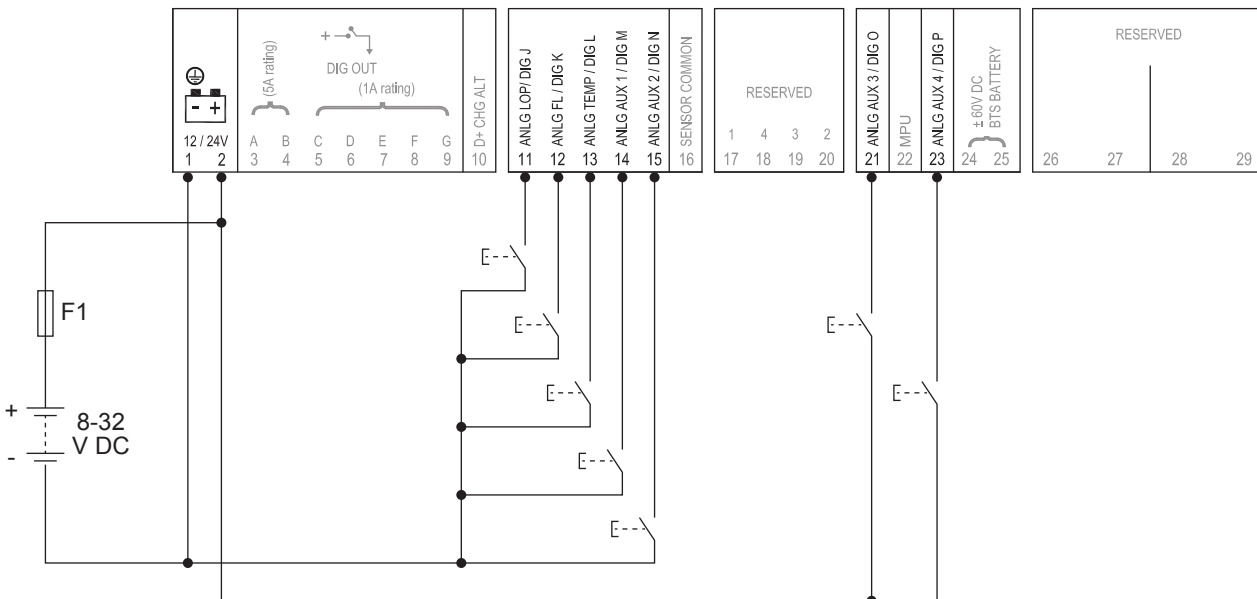 - +
12 / 24V
1 2
(5A rating)
+
DIG OUT
(1A rating)
A B C D E F G
3 4 5 6 7 8 9
D+ CHG ALT
10
ANLG LOP/ DIG J
11
ANLG FL / DIG K
12
ANLG TEMP / DIG L
13
ANLG AUX 1 / DIG M
14
ANLG AUX 2 / DIG N
15
SENSOR COMMON
16
RESERVED
1 4 3 2
17 18 19 20
ANLG AUX 3 / DIG O
21
MPU
22
ANLG AUX 4 / DIG P
23
± 60V DC
BTS BATTERY
24 25
RESERVED
26 27 28 29
F1
+
8-32
V DC
-